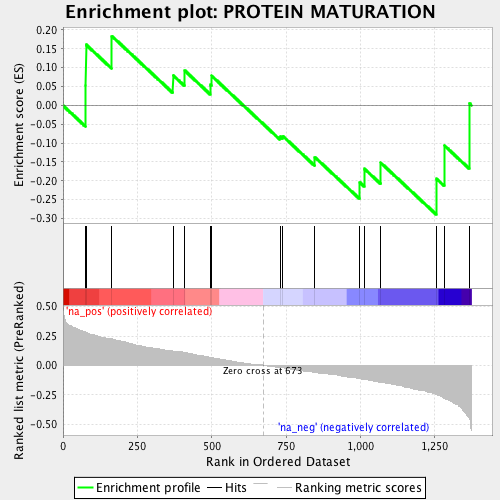 Enrichment plot: PROTEIN MATURATION
Enrichment score (ES)
0.20
0.15
0.10
0.05
0.00
-0.05
-0.10
-0.15
-0.20
-0.25
-0.30
'na_pos' (positively correlated)
Ranked list metric (PreRanked)
0.50
0.25
0.00
-0.25
-0.50
Zero cross at 673
'na_neg' (negatively correlated)
0 250 500 750 1,000 1,250
Rank in Ordered Dataset
Enrichment profile Hits Ranking metric scores